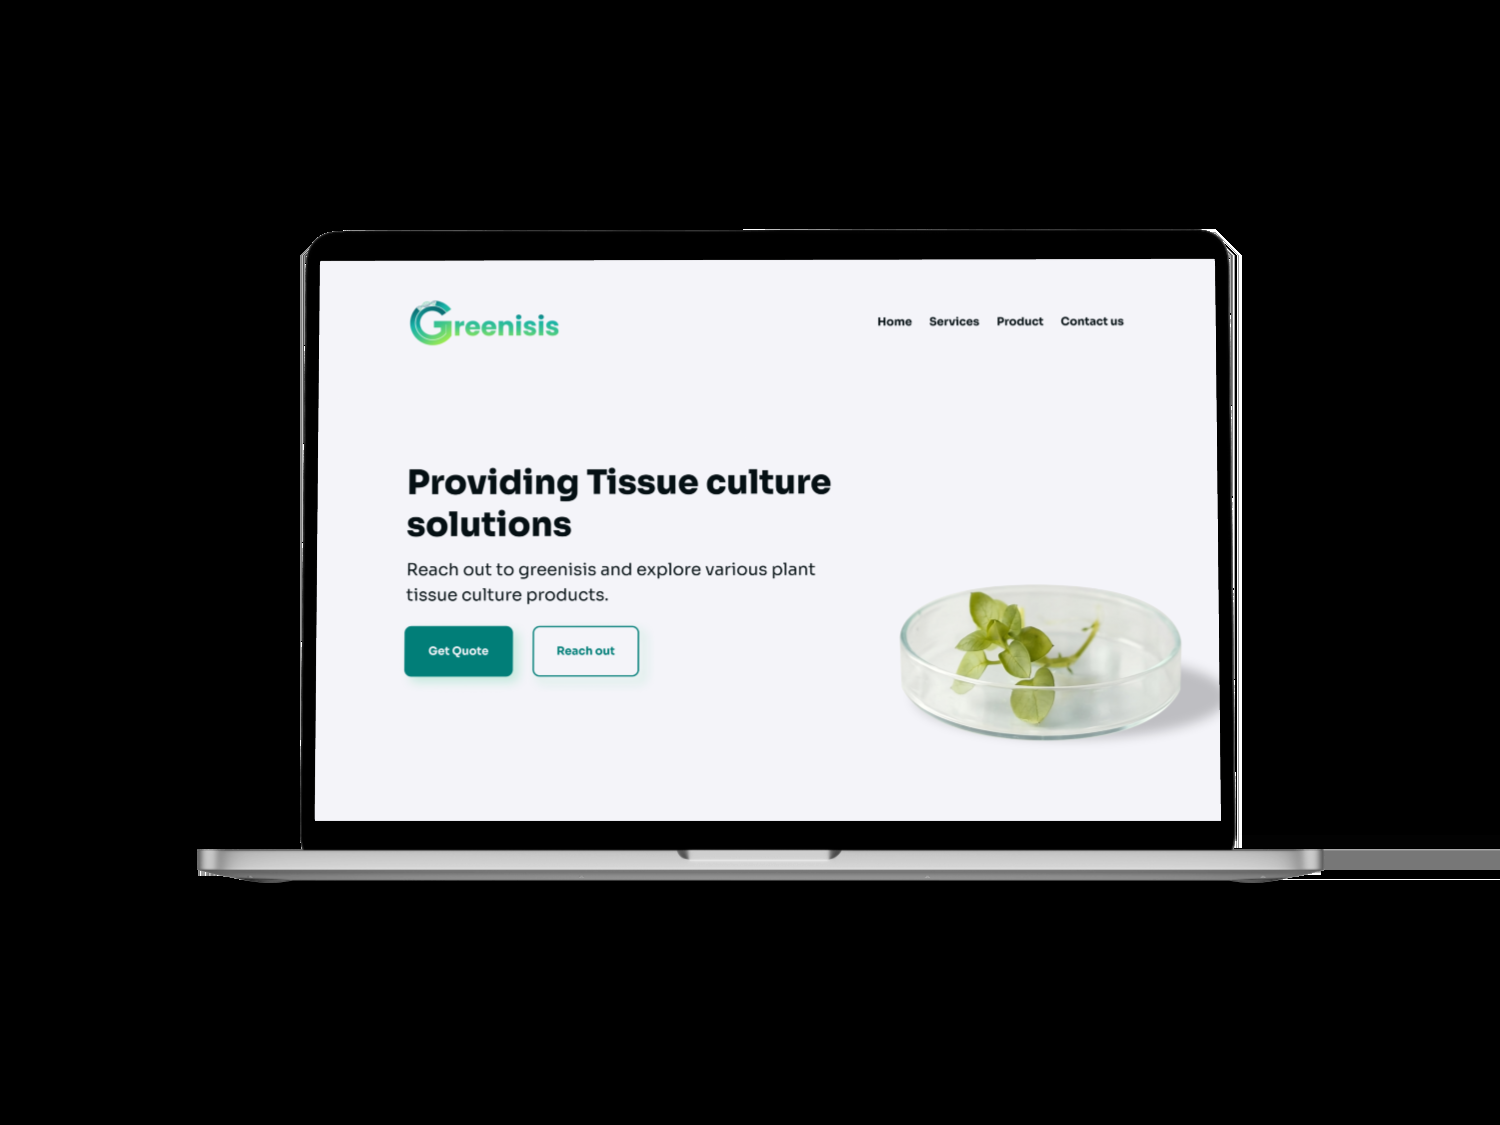 Greenisis
Home Services Product Contact us
Providing Tissue culture
solutions
Reach out to greenisis and explore various plant
tissue culture products.
Get Quote Reach out